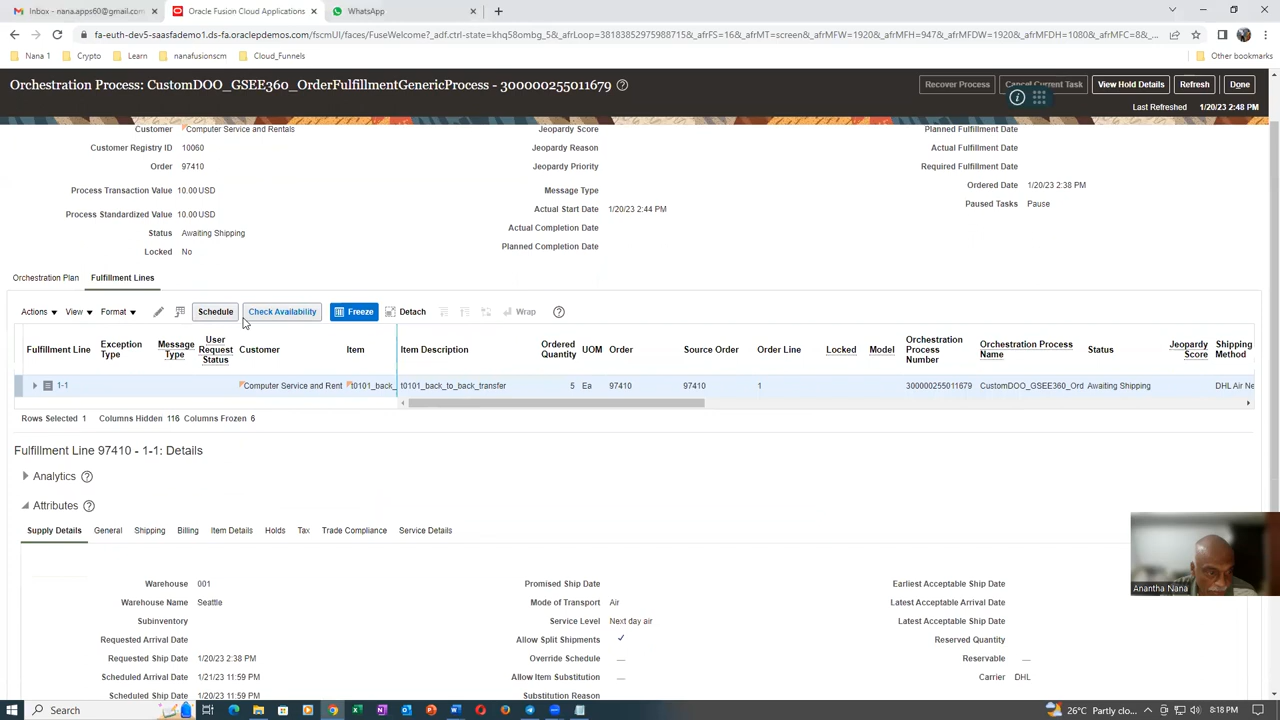 Inbox - nana.apps60@gmail.com
Oracle Fusion Cloud Applications
WhatsApp
fa-euth-dev5-saasfademo1.ds-fa.oraclepdemos.com/fscmUI/faces/FuseWelcome?_adf.ctrl-state=khq58ombg_5&_afrLoop=38183852975988715&_afrFS=16&_afrMT=screen&_afrMFW=1920&_afrMFH=947&_afrMFDW=1920&_afrMFDH=1080&_afrMFC=8&...
Nana 1
Crypto
Learn
nanafusionscm
Cloud_Funnels
Other bookmarks
Orchestration Process: CustomDOO_GSEE360_OrderFulfillmentGenericProcess - 300000255011679
Recover Process
Cancel Current Task
View Hold Details
Refresh
Done
Last Refreshed 1/20/23 2:48 PM
Customer Computer Service and Rentals
Jeopardy Score
Planned Fulfillment Date
Customer Registry ID 10060
Jeopardy Reason
Actual Fulfillment Date
Order 97410
Jeopardy Priority
Required Fulfillment Date
Ordered Date 1/20/23 2:38 PM
Process Transaction Value 10.00 USD
Message Type
Paused Tasks Pause
Actual Start Date 1/20/23 2:44 PM
Process Standardized Value 10.00 USD
Actual Completion Date
Status Awaiting Shipping
Planned Completion Date
Locked No
Orchestration Plan
Fulfillment Lines
Actions
View
Format
Schedule
Check Availability
Freeze
Detach
Wrap
Fulfillment Line
Exception Type
Message Type
User Request Status
Customer
Item
Item Description
Ordered Quantity
UOM
Order
Source Order
Order Line
Locked
Model
Orchestration Process Number
Orchestration Process Name
Status
Jeopardy Score
Shipping Method
1-1
Computer Service and Rent
t0101_back_
t0101_back_to_back_transfer
5
Ea
97410
97410
1
300000255011679
CustomDOO_GSEE360_Ord
Awaiting Shipping
DHL Air Ne
Rows Selected 1 Columns Hidden 116 Columns Frozen 6
Fulfillment Line 97410 - 1-1: Details
Analytics
Attributes
Supply Details
General
Shipping
Billing
Item Details
Holds
Tax
Trade Compliance
Service Details
Warehouse 001
Promised Ship Date
Earliest Acceptable Ship Date
Warehouse Name Seattle
Mode of Transport Air
Latest Acceptable Arrival Date
Subinventory
Service Level Next day air
Latest Acceptable Ship Date
Requested Arrival Date
Allow Split Shipments
Reserved Quantity
Requested Ship Date 1/20/23 2:38 PM
Override Schedule
Reservable
Scheduled Arrival Date 1/21/23 11:59 PM
Allow Item Substitution
Carrier DHL
Scheduled Ship Date 1/20/23 11:59 PM
Substitution Reason
Anantha Nana
Search
26°C Partly clo...
8:18 PM